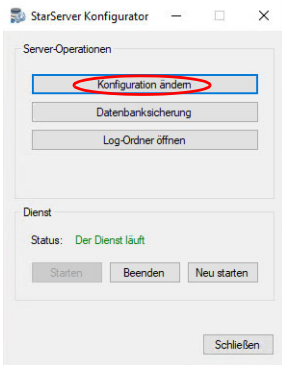 StarServer Konfigurator
Server-Operationen
Konfiguration ändern
Datenbanksicherung
Log-Ordner öffnen
Dienst
Status: Der Dienst läuft
Starten Beenden Neu starten
Schließen